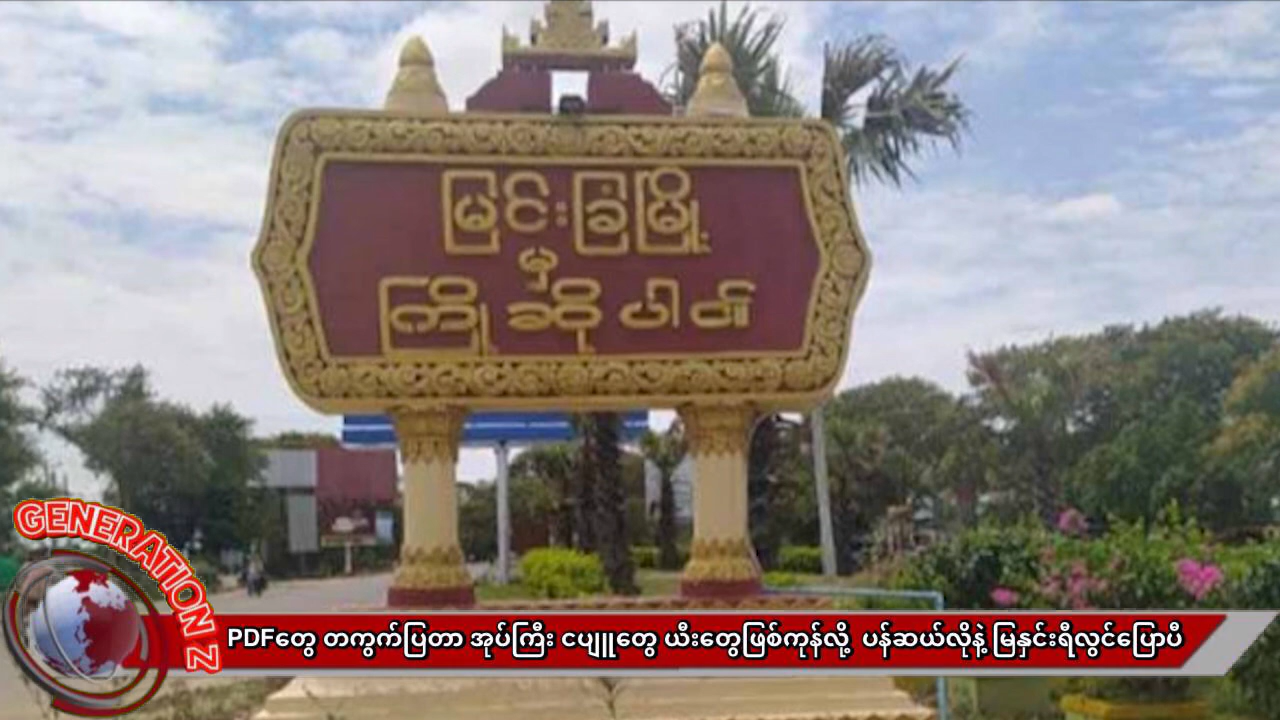 မြင်းခြံမြို့
မှ
ကြိုဆိုပါ၏
GENERATION Z
PDFတွေ တကွက်ပြတာ အုပ်ကြီး ငပျူတွေ ယီးတွေဖြစ်ကုန်လို့ ပန်ဆယ်လိုနဲ့ မြနှင်းရီလွင်ပြောပီ